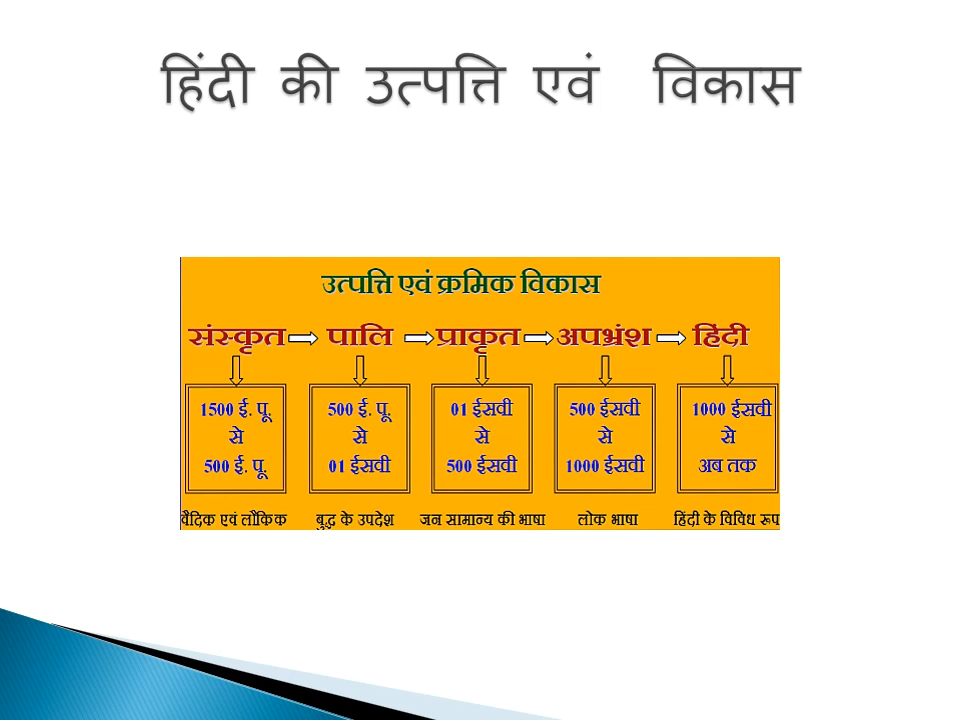 हिंदी की उत्पत्ति एवं विकास
उत्पत्ति एवं क्रमिक विकास
संस्कृत पालि प्राकृत अपभ्रंश हिंदी
1500 ई. पू. 500 ई. पू. 01 ईसवी 500 ईसवी 1000 ईसवी
से से से से से
500 ई. पू. 01 ईसवी 500 ईसवी 1000 ईसवी अब तक
वैदिक एवं लौकिक बुद्ध के उपदेश जन सामान्य की भाषा लोक भाषा हिंदी के विविध रूप